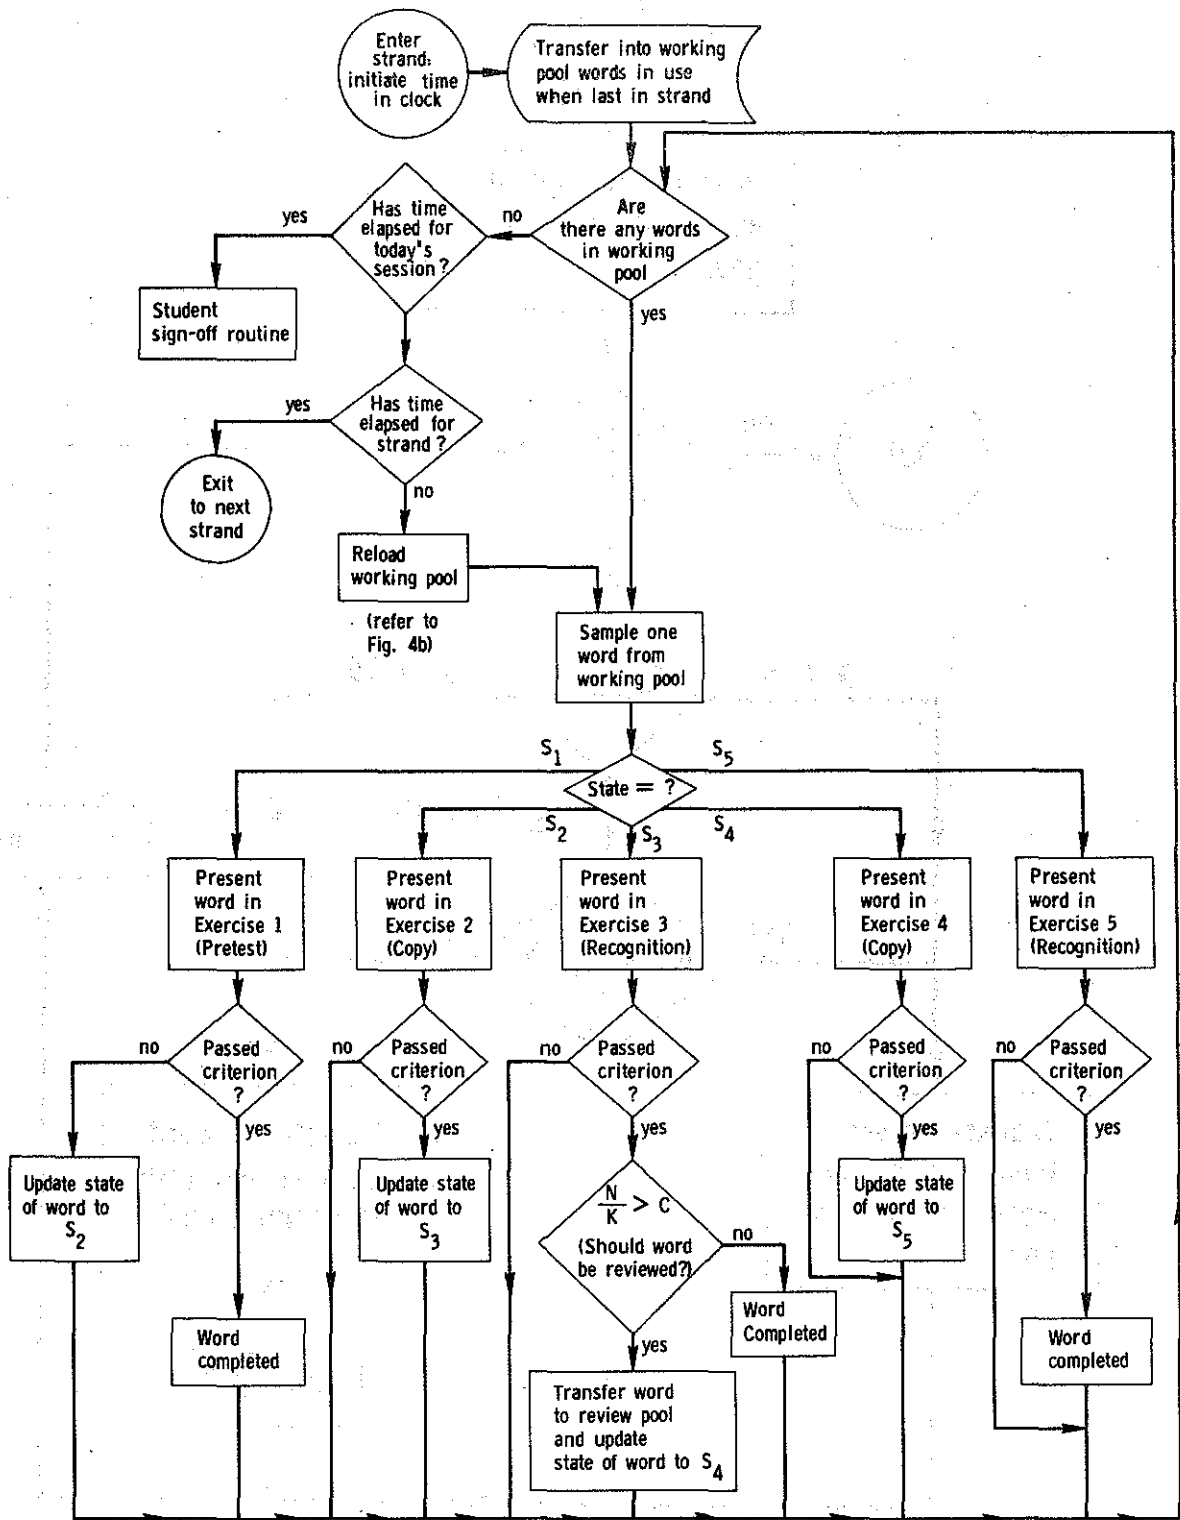 Enter
strand:
initiate time
in clock
Transfer into working
pool words in use
when last in strand
Are
there any words
in working
pool
no
yes
Has time
elapsed for
today's
session?
yes
Student
sign-off routine
Has time
elapsed for
strand?
yes
no
Exit
to next
strand
Reload
working pool
(refer to
Fig. 4b)
Sample one
word from
working pool
State = ?
S1
S2
S3
S4
S5
Present
word in
Exercise 1
(Pretest)
Present
word in
Exercise 2
(Copy)
Present
word in
Exercise 3
(Recognition)
Present
word in
Exercise 4
(Copy)
Present
word in
Exercise 5
(Recognition)
no
Passed
criterion
?
yes
no
Passed
criterion
?
yes
no
Passed
criterion
?
yes
no
Passed
criterion
?
yes
no
Passed
criterion
?
yes
Update state
of word to
S2
Update state
of word to
S3
N/K > C
(Should word
be reviewed?)
no
yes
Update state
of word to
S5
Word
completed
Word
Completed
Word
completed
Transfer word
to review pool
and update
state of word to S4